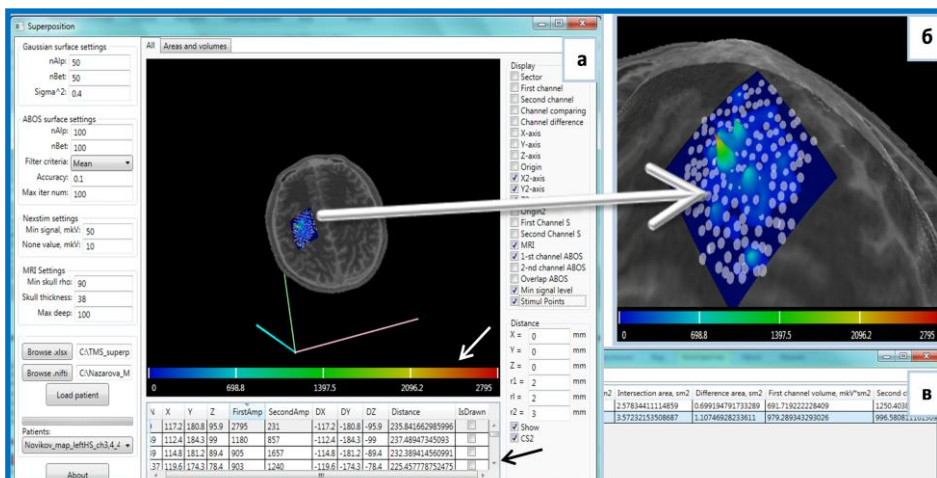 Superposition
Gaussian surface settings
nAlp: 50
nBet: 50
Sigma^2: 0.4
ABOS surface settings
nAlp: 100
nBet: 100
Filter criteria: Mean
Accuracy: 0.1
Max iter num: 100
Nexstim settings
Min signal, mkV: 50
None value, mkV: 10
MRI Settings
Min skull rho: 90
Skull thickness: 38
Max deep: 100
Browse .xlsx C:\TMS_superp
Browse .nifti C:\Nazarova_M
Load patient
Patients:
Novikov_map_leftHS_ch3,4_4
About
All Areas and volumes
а
0 698.8 1397.5 2096.2 2795
X Y Z FirstAmp SecondAmp DX DY DZ Distance IsDrawn
117.2 180.8 95.9 2795 231 -117.2 -180.8 -95.9 235.841662985996
112.4 184.3 99 1180 857 -112.4 -184.3 -99 237.48947345093
114.8 181.2 89.4 905 1657 -114.8 -181.2 -89.4 232.389414560991
119.6 174.3 78.4 903 1240 -119.6 -174.3 -78.4 225.457778752475
Display
Sector
First channel
Second channel
Channel comparing
Channel difference
X-axis
Y-axis
Z-axis
Origin
X2-axis
Y2-axis
Origin2
First Channel S
Second Channel S
MRI
1-st channel ABOS
2-nd channel ABOS
Overlap ABOS
Min signal level
Stimul Points
Distance
X = 0 mm
Y = 0 mm
Z = 0 mm
r1 = 2 mm
rl = 2 mm
r2 = 3 mm
Show
CS2
б
0 698.8 1397.5 2096.2 2795
в
Intersection area, sm2 Difference area, sm2 First channel volume, mkV*sm2
2.57834411114859 0.699194791733289 691.719222228409
3.57232153508687 1.10746928233611 979.289343293026